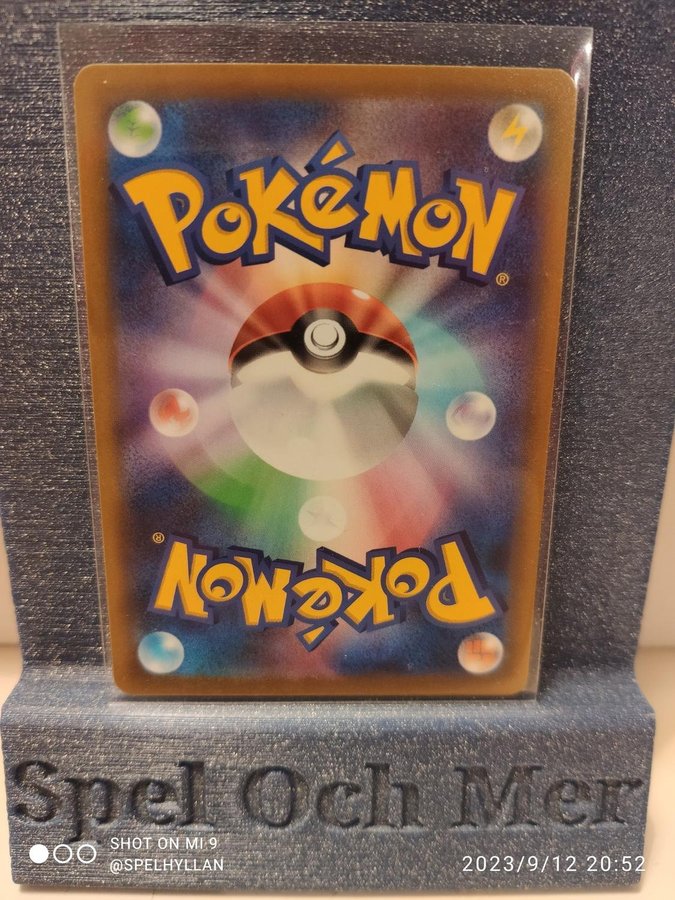 POKéMON
®
®
POKéMON
Spel Och Mer
SHOT ON MI 9
@SPELHYLLAN
2023/9/12 20:52